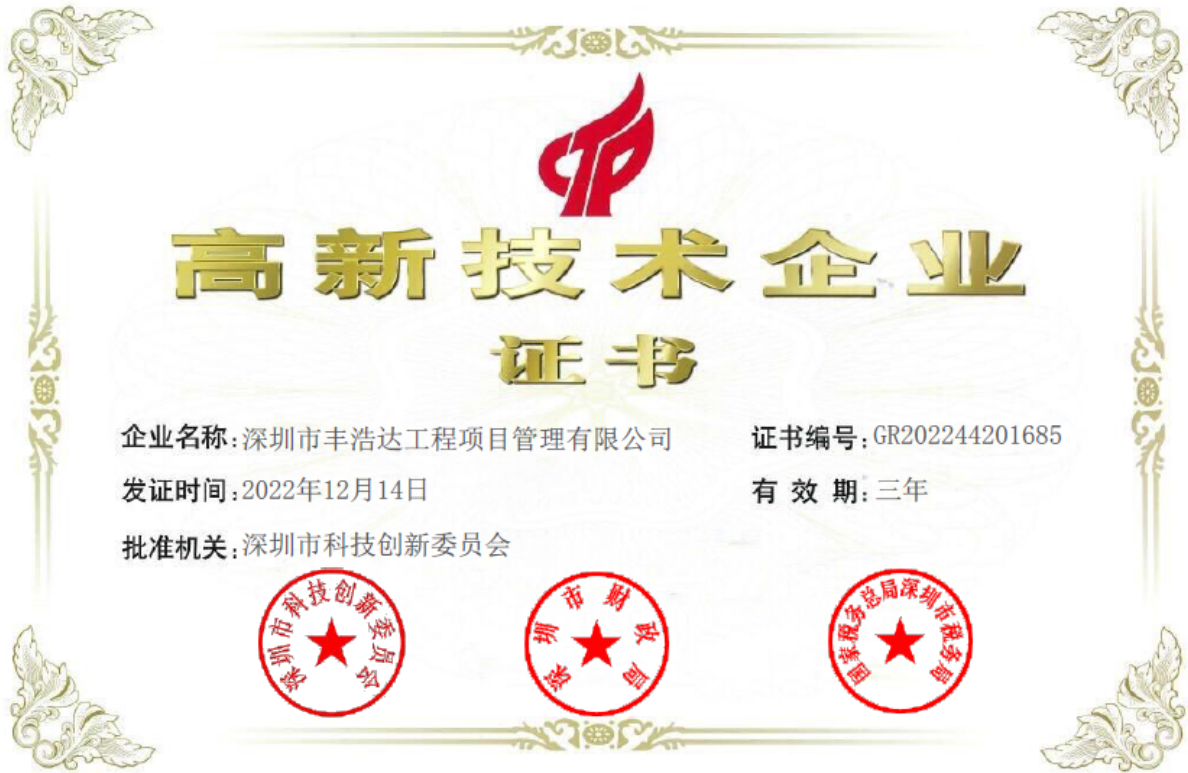 高新技术企业
证书
企业名称:深圳市丰浩达工程项目管理有限公司 证书编号:GR202244201685
发证时间:2022年12月14日 有 效 期:三年
批准机关:深圳市科技创新委员会
深圳市科技创新委员会
深圳市财政局
国家税务总局深圳市税务局